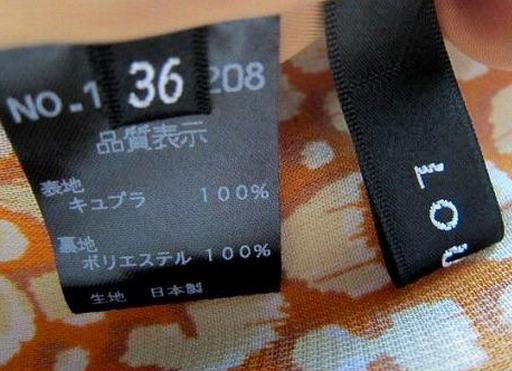 NO.1 36 208
品質表示
表地
キュプラ 100%
裏地
ポリエステル 100%
生地 日本製
LOU